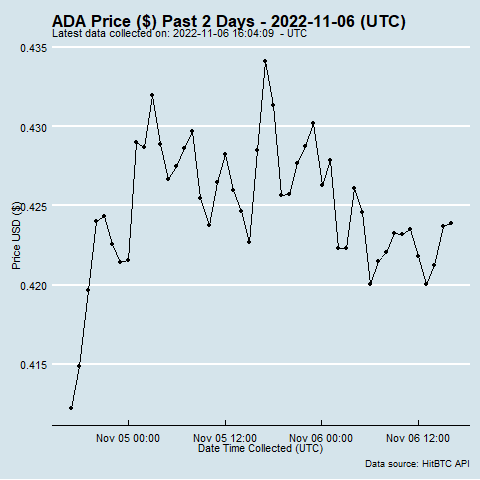 ADA Price ($) Past 2 Days - 2022-11-06 (UTC)
Latest data collected on: 2022-11-06 16:04:09  - UTC
0.435
0.430
0.425
0.420
0.415
Price USD ($)
Nov 05 00:00 Nov 05 12:00 Nov 06 00:00 Nov 06 12:00
Date Time Collected (UTC)
Data source: HitBTC API